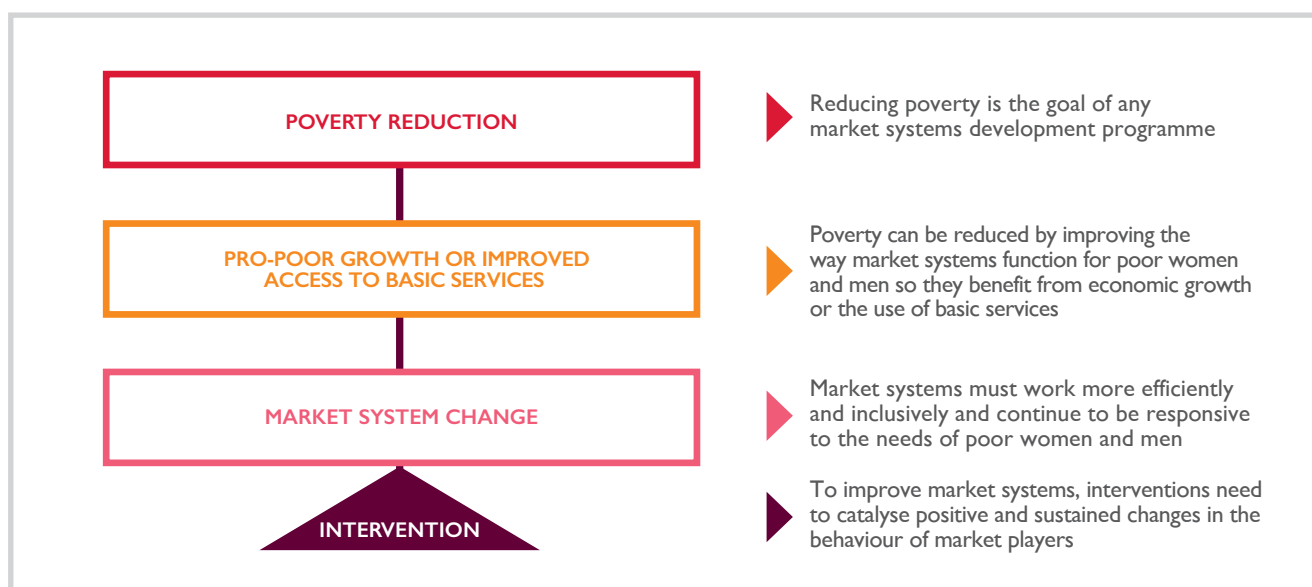 POVERTY REDUCTION
Reducing poverty is the goal of any
market systems development programme
PRO-POOR GROWTH OR IMPROVED
ACCESS TO BASIC SERVICES
Poverty can be reduced by improving the
way market systems function for poor women
and men so they benefit from economic growth
or the use of basic services
MARKET SYSTEM CHANGE
Market systems must work more efficiently
and inclusively and continue to be responsive
to the needs of poor women and men
INTERVENTION
To improve market systems, interventions need
to catalyse positive and sustained changes in the
behaviour of market players